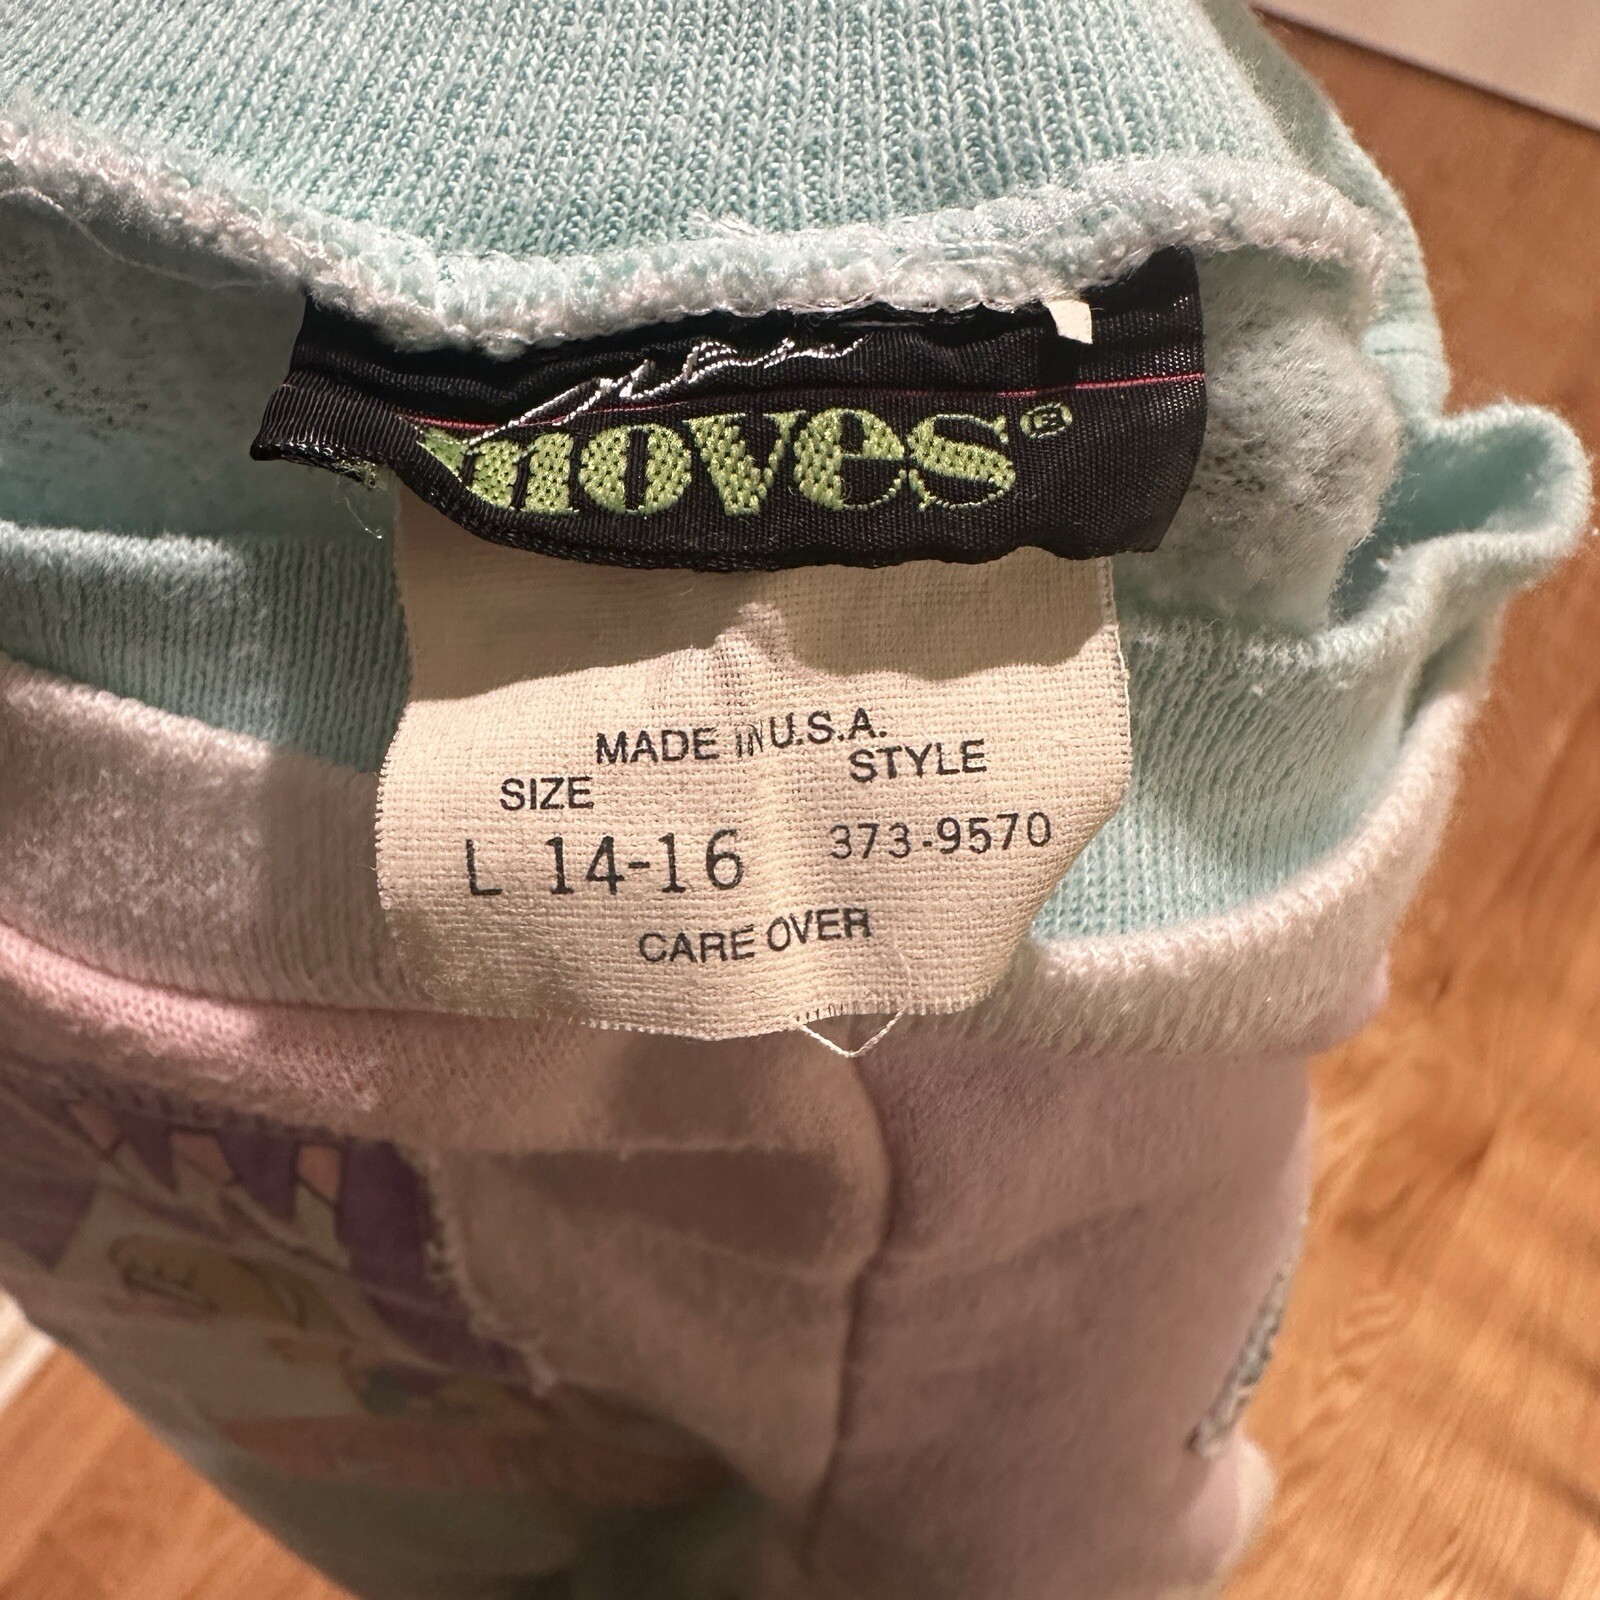 moves®
MADE IN U.S.A.
SIZE STYLE
L 14-16 373-9570
CARE OVER